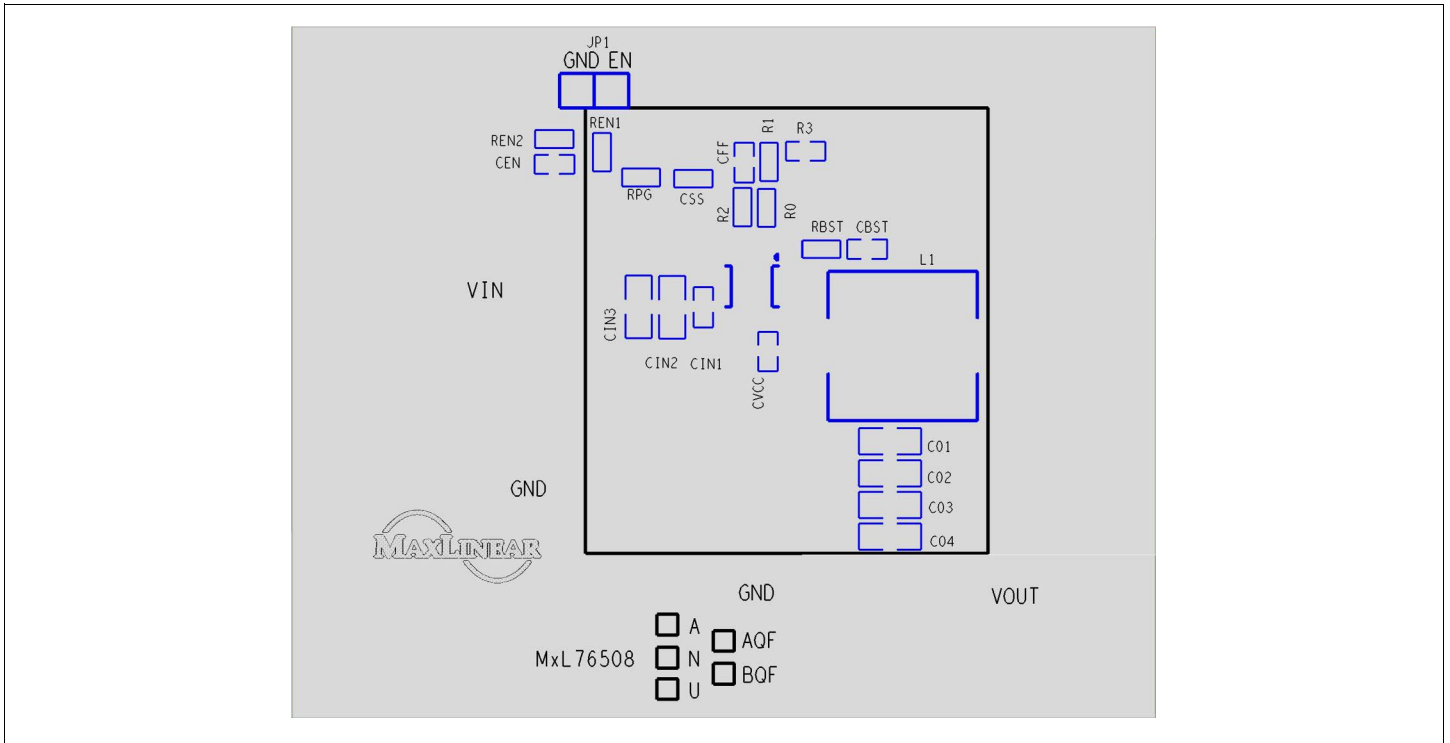 JP1
GND EN
REN1
REN2
CEN
RPG
CSS
CFF
R1
R3
R2
R0
RBST
CBST
L1
VIN
CIN3
CIN2
CIN1
CVCC
C01
C02
C03
C04
GND
MAXLINEAR
GND
VOUT
MxL76508
A
N
U
AQF
BQF